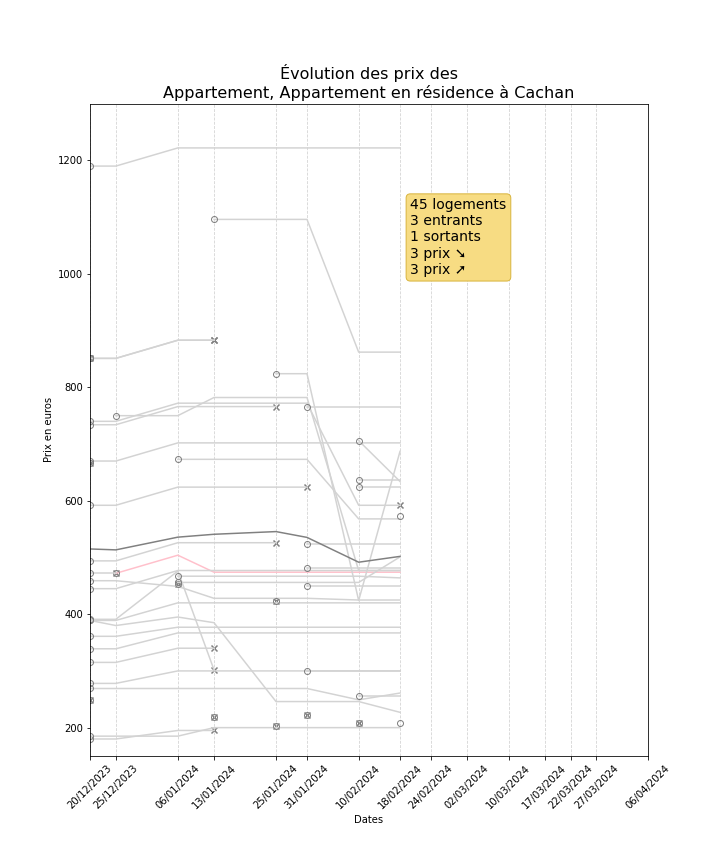 Évolution des prix des
Appartement, Appartement en résidence à Cachan
1200
1000
800
600
400
200
Prix en euros
45 logements
3 entrants
1 sortants
3 prix ➘
3 prix ➚
20/12/2023
25/12/2023
06/01/2024
13/01/2024
25/01/2024
31/01/2024
10/02/2024
18/02/2024
24/02/2024
02/03/2024
10/03/2024
17/03/2024
22/03/2024
27/03/2024
06/04/2024
Dates